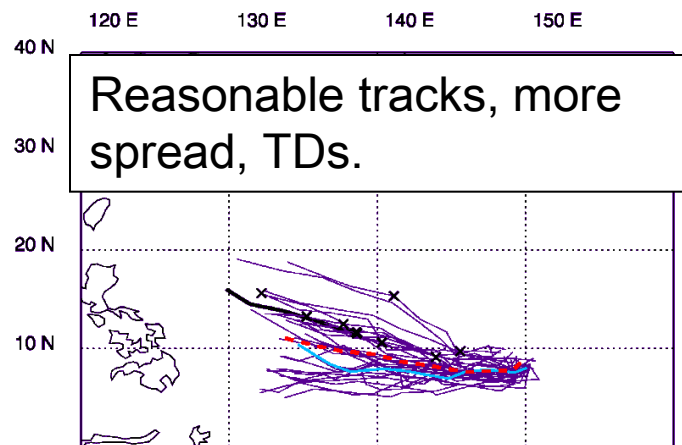 120 E 130 E 140 E 150 E
40 N
Reasonable tracks, more
30 N
spread, TDs.
20 N
10 N